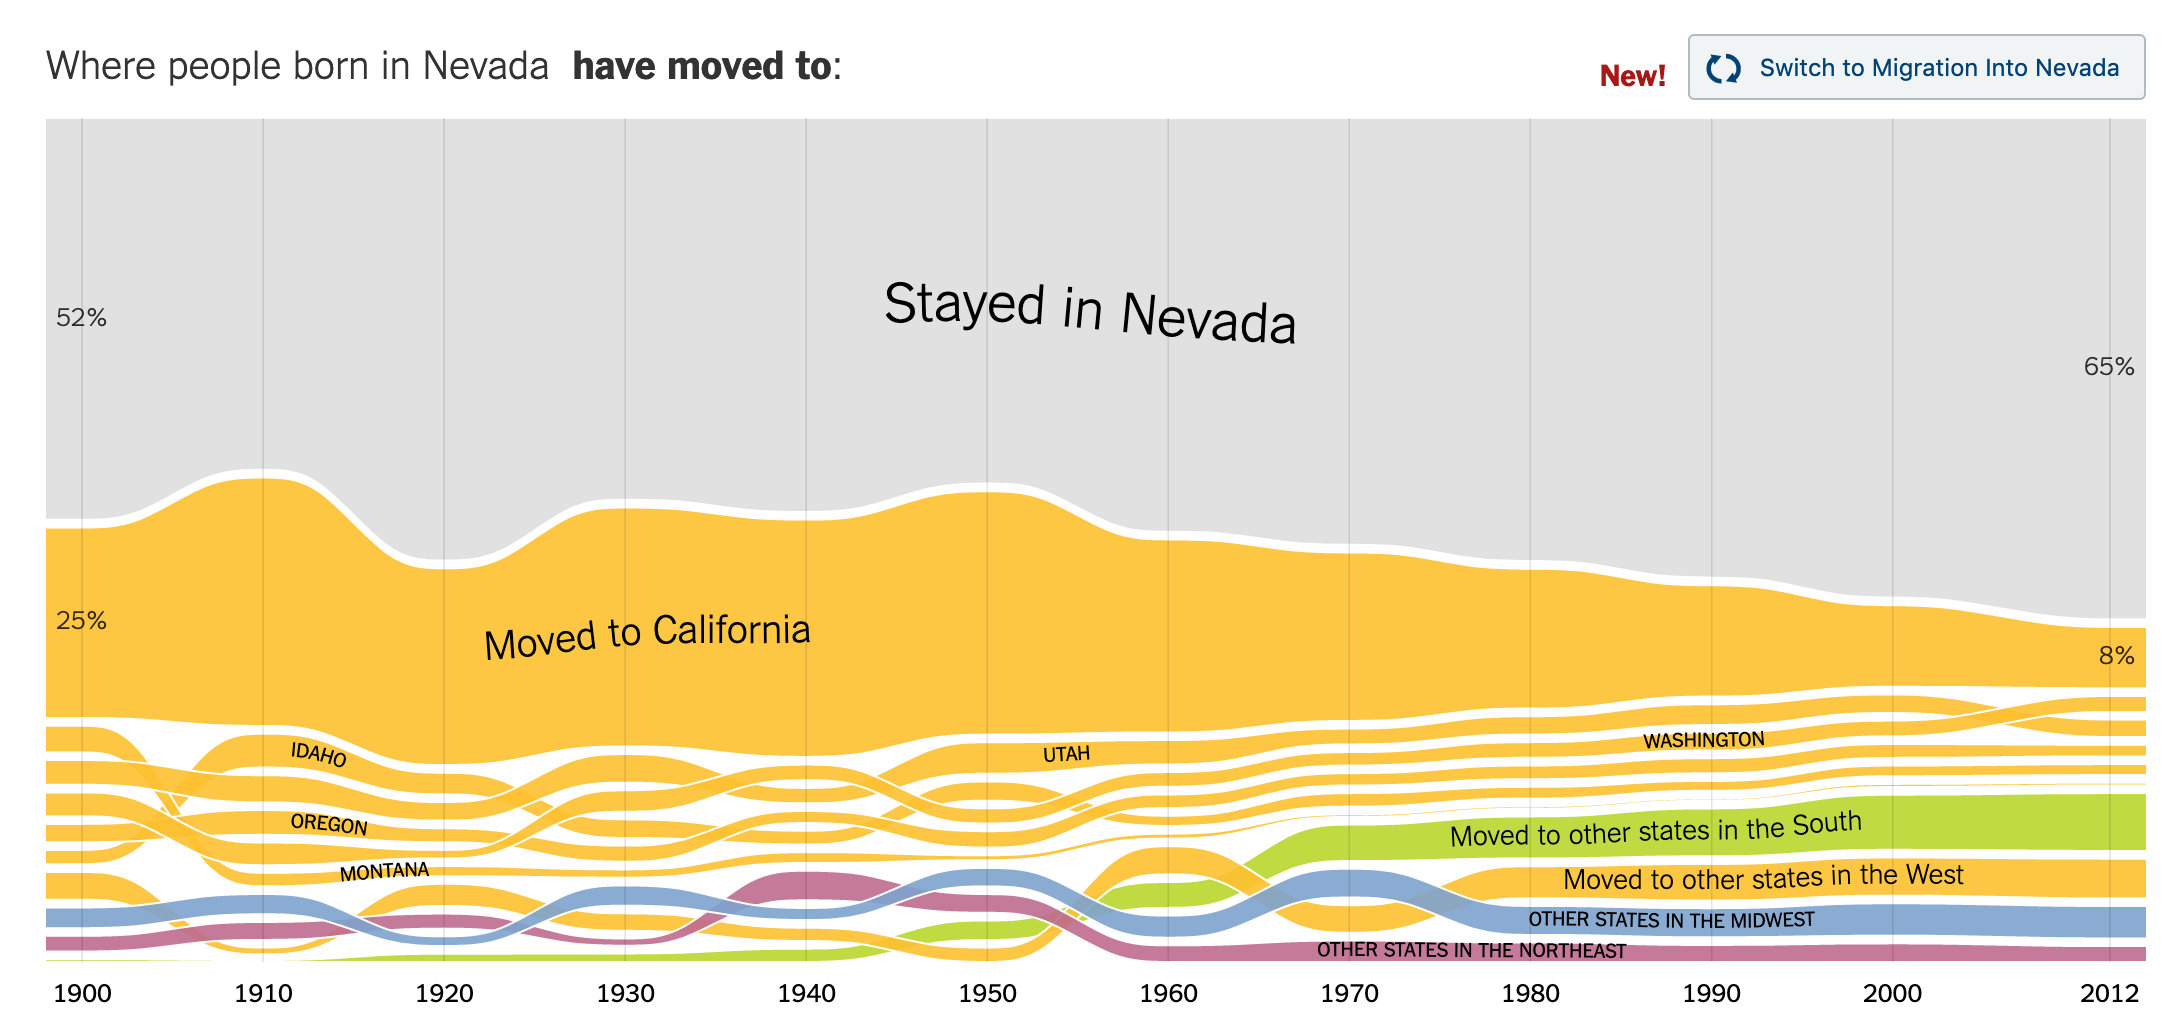 Where people born in Nevada have moved to:
New!
Switch to Migration Into Nevada
52%
Stayed in Nevada
65%
25%
Moved to California
8%
IDAHO
UTAH
WASHINGTON
OREGON
MONTANA
Moved to other states in the South
Moved to other states in the West
OTHER STATES IN THE MIDWEST
OTHER STATES IN THE NORTHEAST
1900 1910 1920 1930 1940 1950 1960 1970 1980 1990 2000 2012